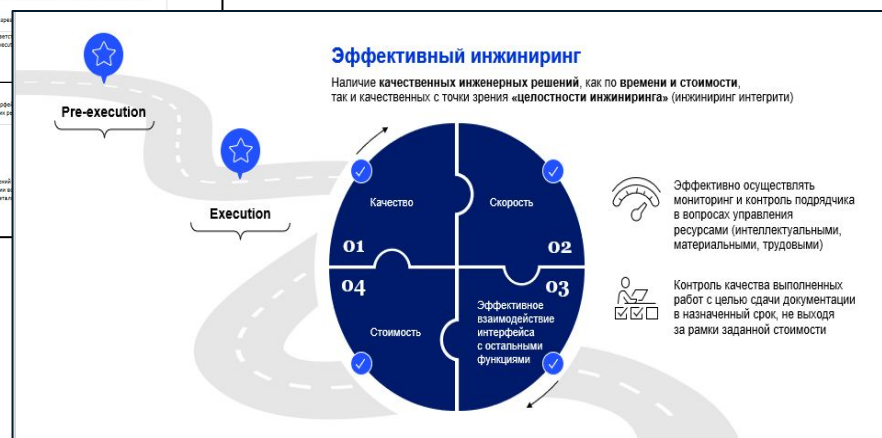 Эффективный инжиниринг
Наличие качественных инженерных решений, как по времени и стоимости,
так и качественных с точки зрения «целостности инжиниринга» (инжиниринг интегрити)
Pre-execution
Execution
Качество
01
Скорость
02
04
Стоимость
03
Эффективное
взаимодействие
интерфейса
с остальными
функциями
Эффективно осуществлять
мониторинг и контроль подрядчика
в вопросах управления
ресурсами (интеллектуальными,
материальными, трудовыми)
Контроль качества выполненных
работ с целью сдачи документации
в назначенный срок, не выходя
за рамки заданной стоимости